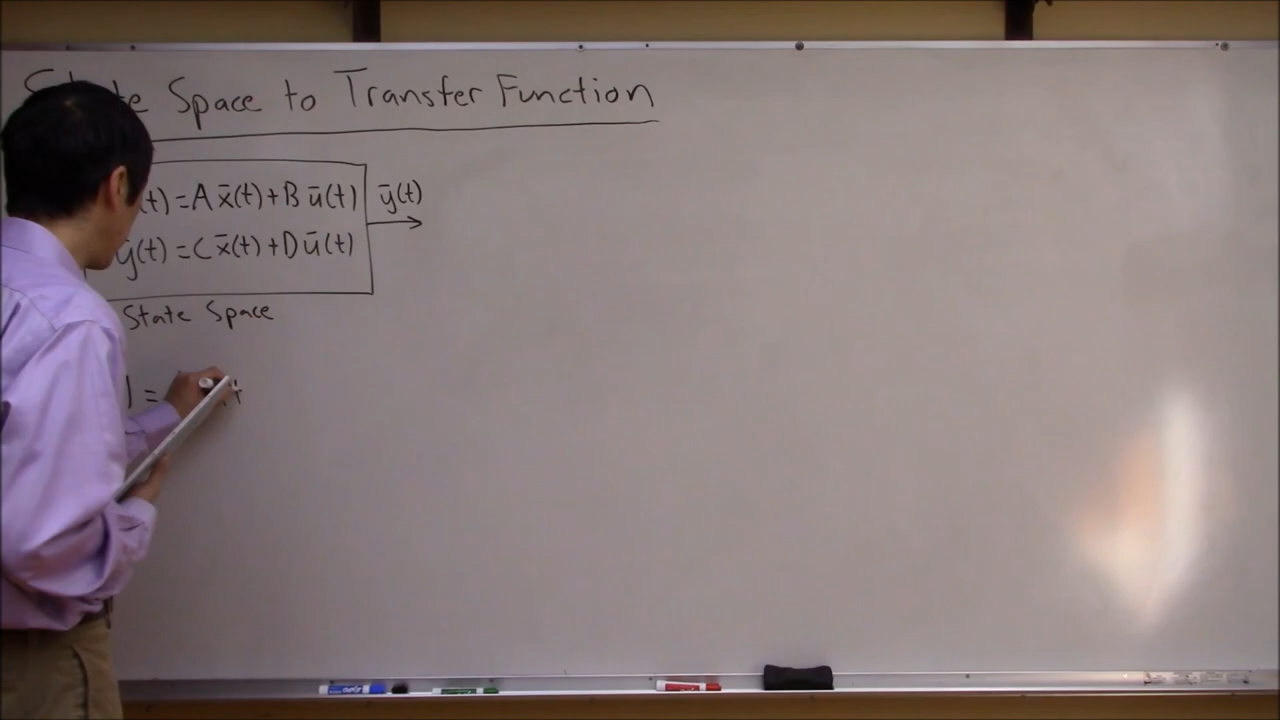 Space to Transfer Function
(t) = A x̄(t) + B ū(t)
ȳ(t)
ȳ(t) = C x̄(t) + D ū(t)
State Space